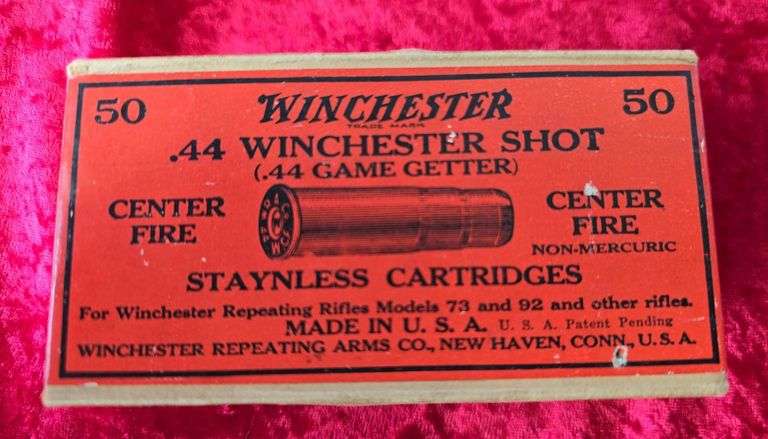 50 WINCHESTER 50
TRADE MARK
.44 WINCHESTER SHOT
(.44 GAME GETTER)
CENTER FIRE
CENTER FIRE
NON-MERCURIC
STAYNLESS CARTRIDGES
For Winchester Repeating Rifles Models 73 and 92 and other rifles.
MADE IN U. S. A. U. S. A. Patent Pending
WINCHESTER REPEATING ARMS CO., NEW HAVEN, CONN., U. S. A.